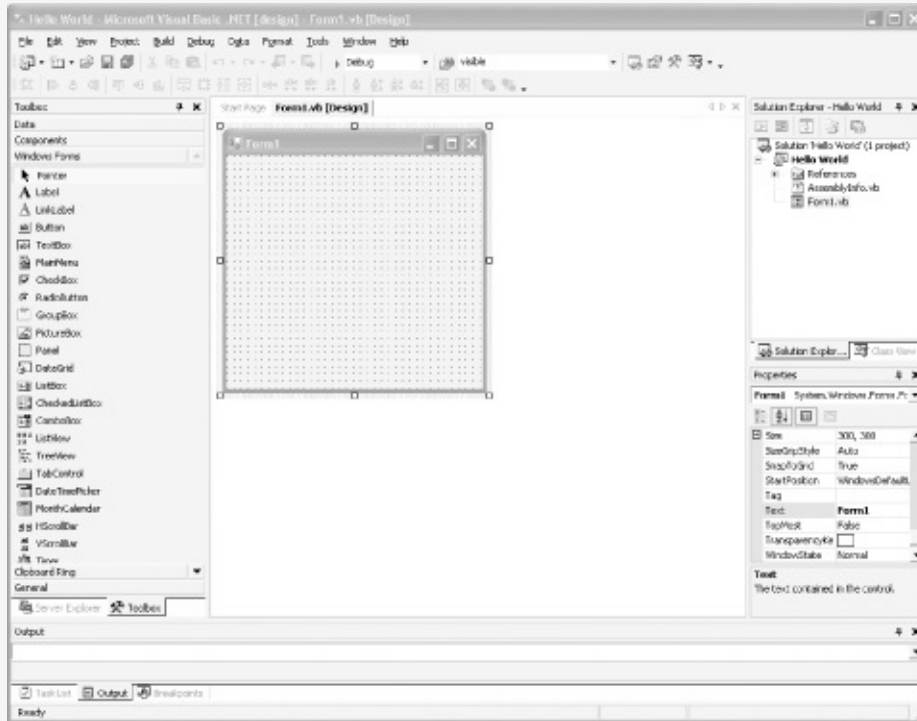 Hello World - Microsoft Visual Basic .NET [design] - Form1.vb [Design]
File Edit View Project Build Debug Data Format Tools Window Help
Debug visible
Toolbox
Data
Components
Windows Forms
Pointer
Label
LinkLabel
Button
TextBox
MainMenu
CheckBox
RadioButton
GroupBox
PictureBox
Panel
DataGrid
ListBox
CheckedListBox
ComboBox
ListView
TreeView
TabControl
DateTimePicker
MonthCalendar
HScrollBar
VScrollBar
Timer
Clipboard Ring
General
Server Explorer Toolbox
Start Page Form1.vb [Design]
Form1
Solution Explorer - Hello World
Solution 'Hello World' (1 project)
Hello World
References
AssemblyInfo.vb
Form1.vb
Solution Explor... Class View
Properties
Form1 System.Windows.Forms.Fc
Size 300, 300
SizeGripStyle Auto
SnapToGrid True
StartPosition WindowsDefaultL
Tag
Text Form1
TopMost False
TransparencyKe
WindowState Normal
Text
The text contained in the control.
Output
Task List Output Breakpoints
Ready